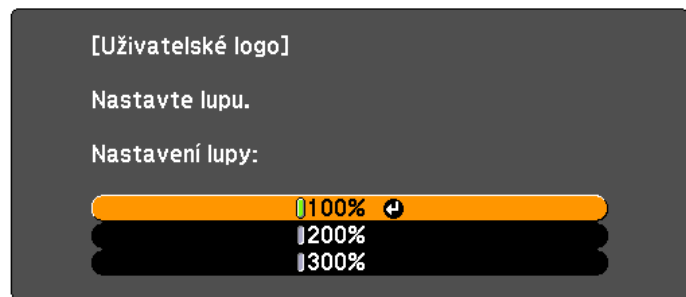 [Uživatelské logo]
Nastavte lupu.
Nastavení lupy:
100%
200%
300%